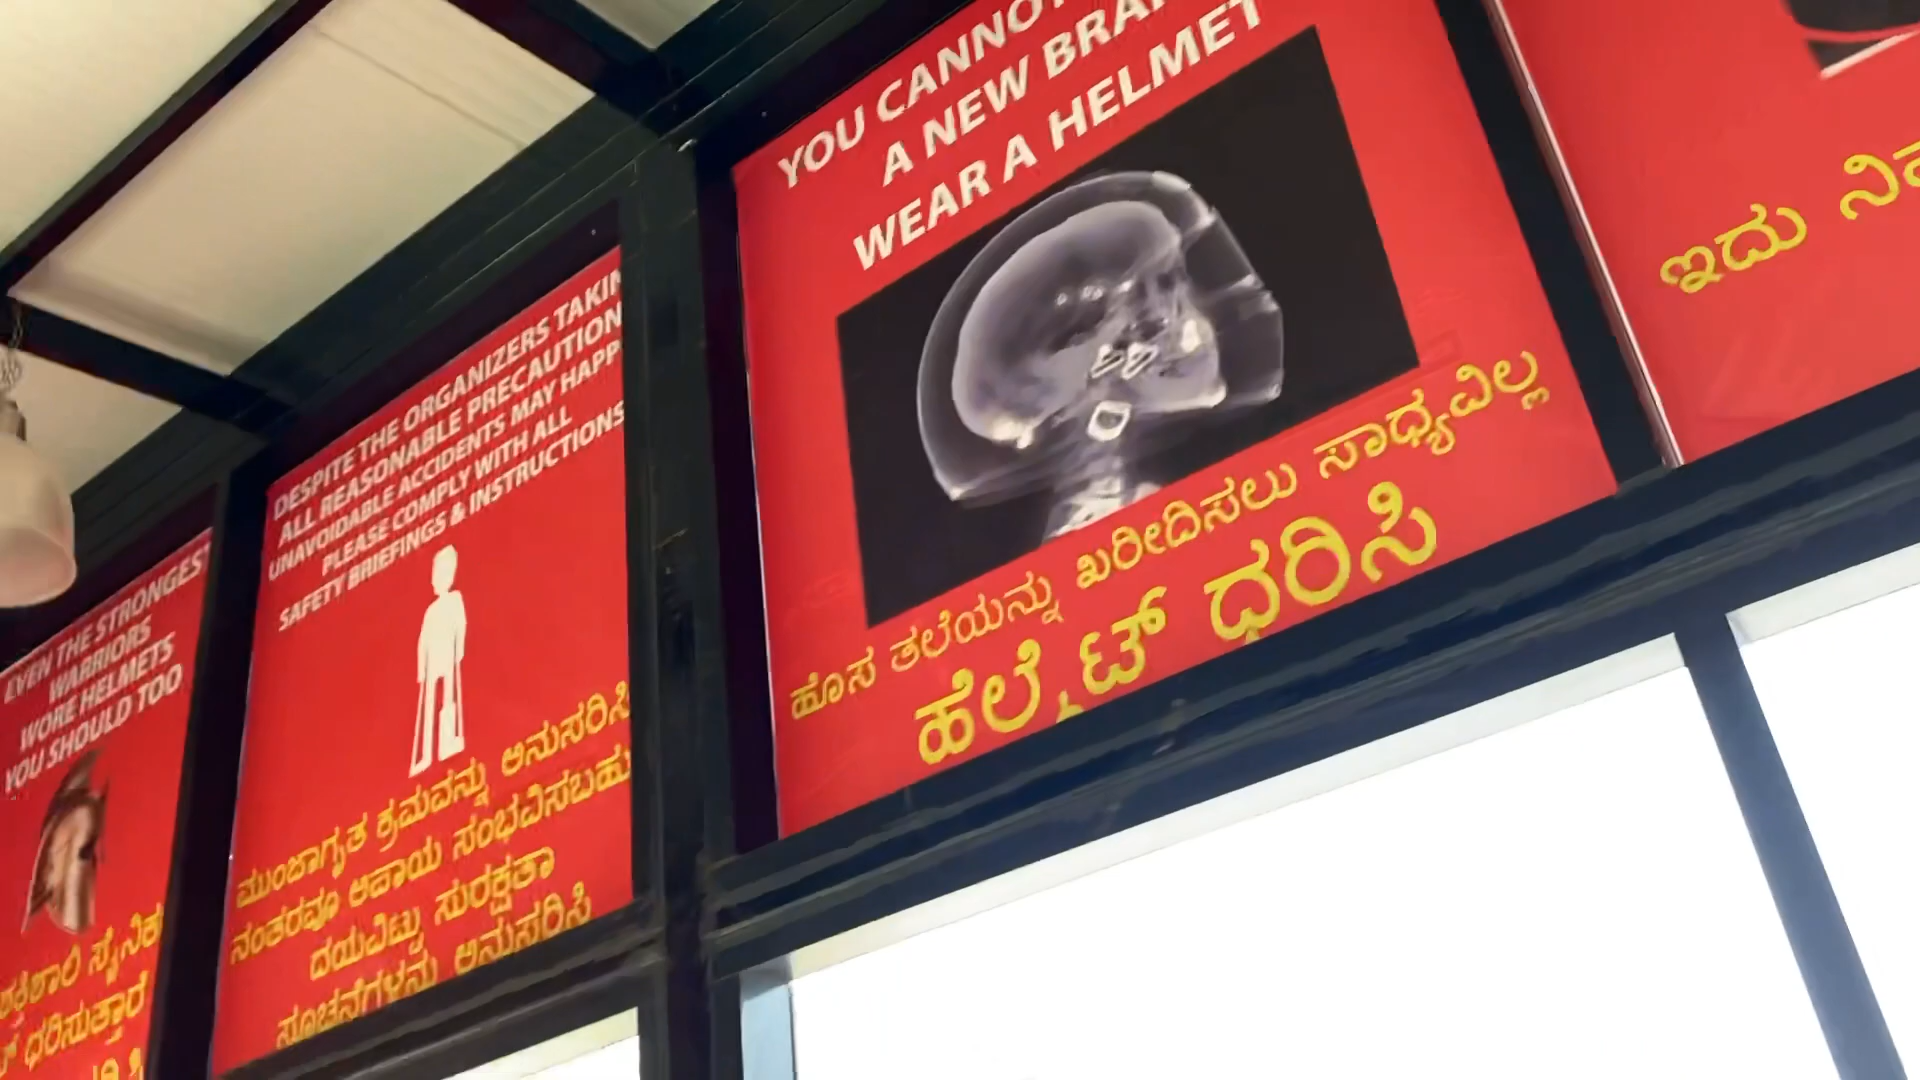 EVEN THE STRONGEST
WARRIORS
WORE HELMETS
YOU SHOULD TOO
ಧರಿಸುತ್ತಾರೆ
DESPITE THE ORGANIZERS
ALL REASONABLE PRECAUTION
UNAVOIDABLE ACCIDENTS MAY HAPP
PLEASE COMPLY WITH ALL
SAFETY BRIEFINGS & INSTRUCTIONS
ಮುಂಜಾಗೃತ ಕ್ರಮವನ್ನು ಅನುಸರಿಸಿ
ನಂತರವೂ ಅಪಾಯ ಸಂಭವಿಸಬಹು
ದಯವಿಟ್ಟು ಸುರಕ್ಷತಾ
ಸೂಚನೆಗಳನ್ನು ಅನುಸರಿಸಿ
YOU CANNOT
A NEW
WEAR A HELMET
ಹೊಸ ತಲೆಯನ್ನು ಖರೀದಿಸಲು ಸಾಧ್ಯವಿಲ್ಲ
ಹೆಲ್ಮೆಟ್ ಧರಿಸಿ
ಇದು